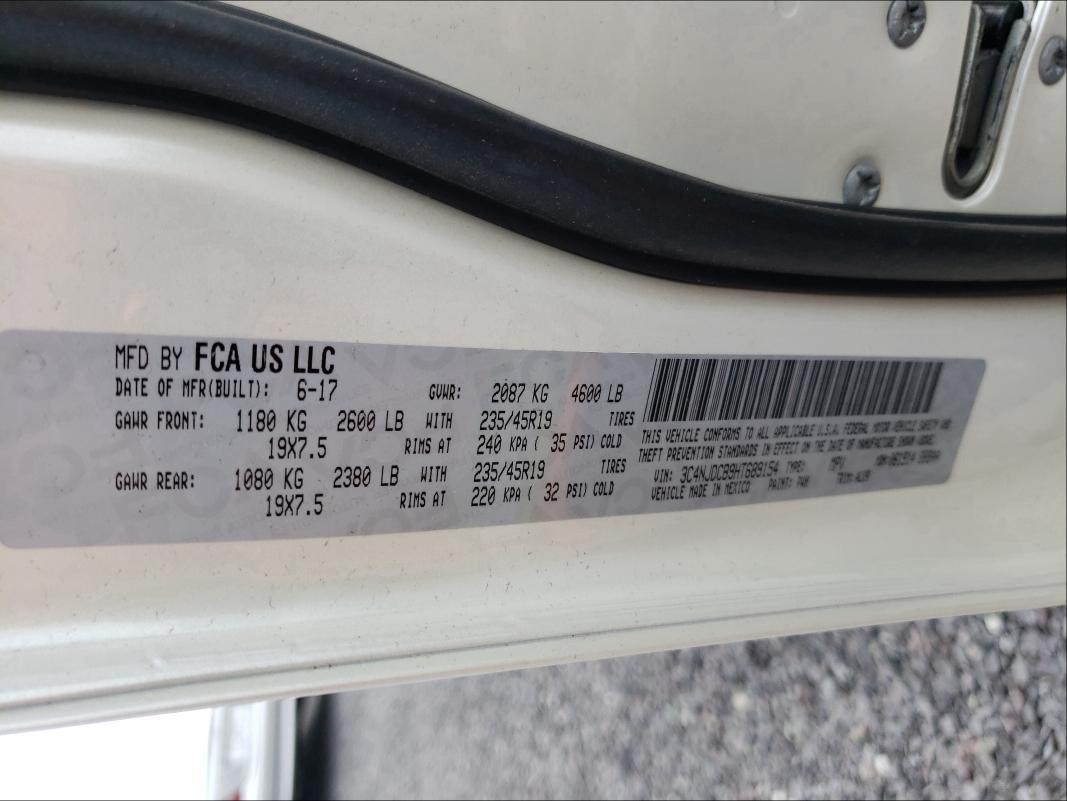 MFD BY FCA US LLC
DATE OF MFR(BUILT): 6-17 GVWR: 2087 KG 4600 LB
GAWR FRONT: 1180 KG 2600 LB WITH 235/45R19 TIRES
19X7.5 RIMS AT 240 KPA ( 35 PSI) COLD
GAWR REAR: 1080 KG 2380 LB WITH 235/45R19 TIRES
19X7.5 RIMS AT 220 KPA ( 32 PSI) COLD
THIS VEHICLE CONFORMS TO ALL APPLICABLE U.S.A. FEDERAL MOTOR VEHICLE SAFETY AND
THEFT PREVENTION STANDARDS IN EFFECT ON THE DATE OF MANUFACTURE SHOWN ABOVE.
VIN: 3C4NJDCB9HT689154 TYPE: MPV
VEHICLE MADE IN MEXICO PAINT: PWN TRIM: